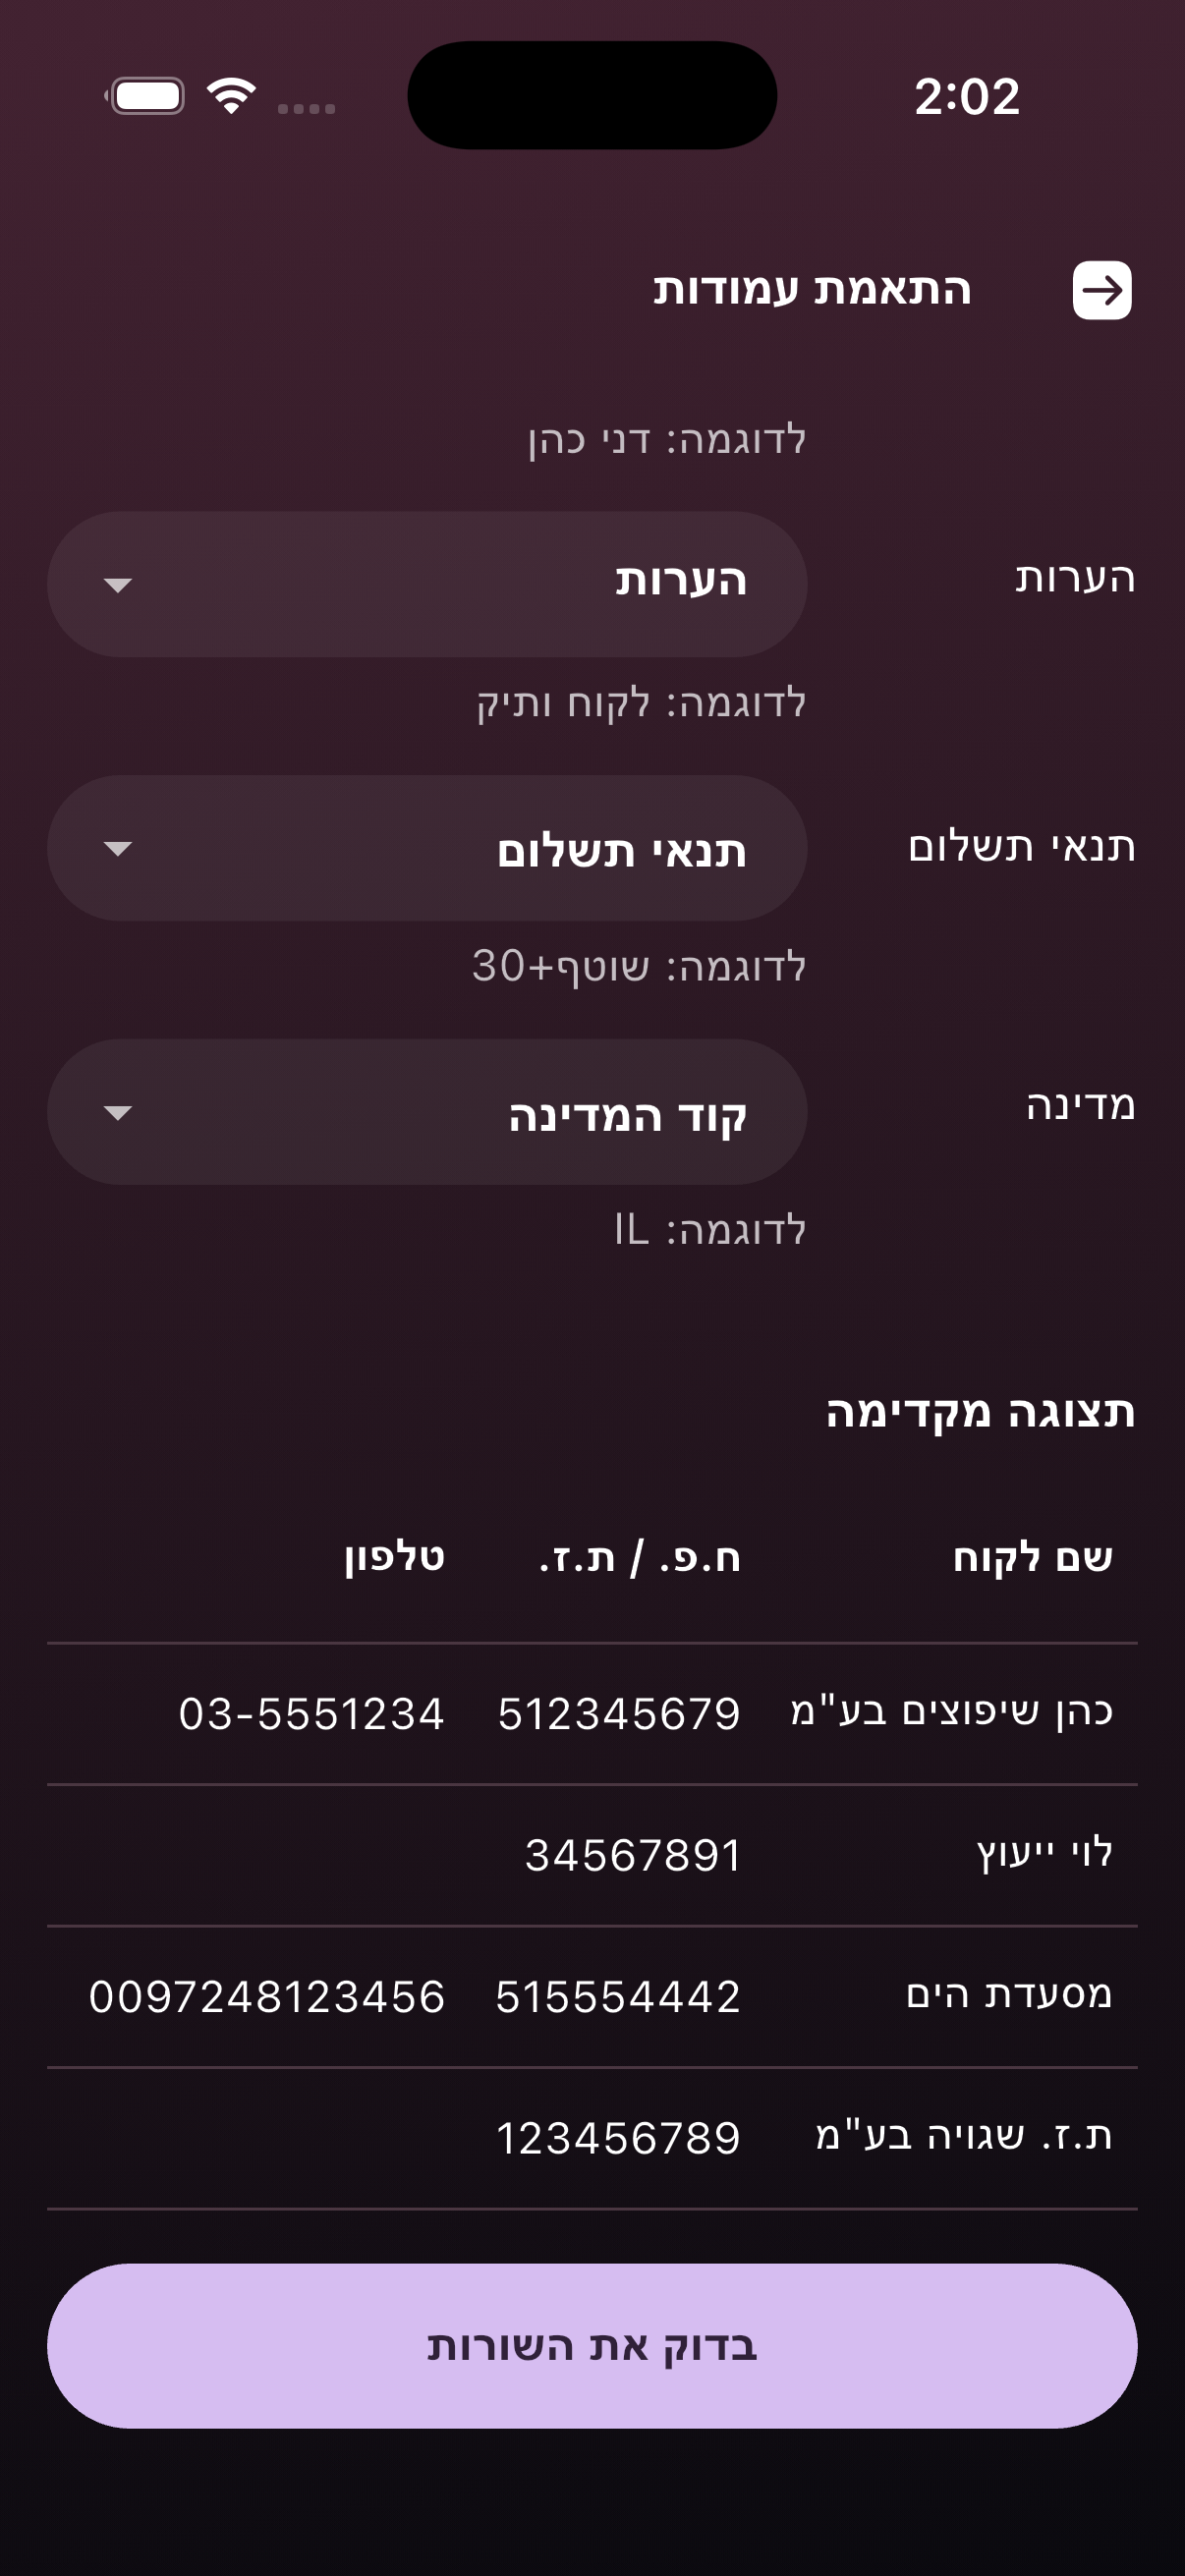 2:02
התאמת עמודות
לדוגמה: דני כהן
הערות
הערות
לדוגמה: לקוח ותיק
תנאי תשלום
תנאי תשלום
לדוגמה: שוטף+30
מדינה
קוד המדינה
לדוגמה: IL
תצוגה מקדימה
שם לקוח ח.פ. / ת.ז. טלפון
כהן שיפוצים בע"מ 512345679 03-5551234
לוי ייעוץ 34567891
מסעדת הים 515554442 0097248123456
ת.ז. שגויה בע"מ 123456789
בדוק את השורות